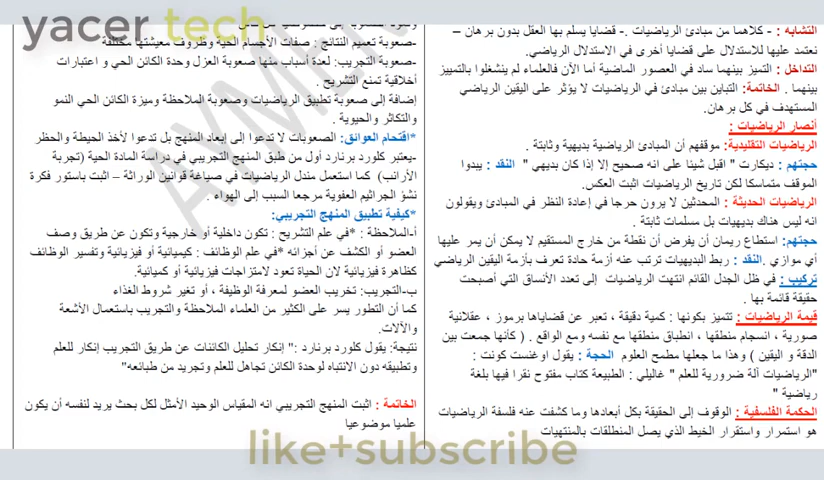 yacer tech
التشابه : - كلاهما من مبادئ الرياضيات .- قضايا يسلم بها العقل بدون برهان –
نعتمد عليها للاستدلال على قضايا أخرى في الاستدلال الرياضي.
التداخل : التميز بينهما ساد في العصور الماضية أما الآن فالعلماء لم ينشغلوا بالتمييز
بينهما . الخاتمة: التباين بين مبادئ في الرياضيات لا يؤثر على اليقين الرياضي
المستهدف في كل برهان.
أنصار الرياضيات :
الرياضيات التقليدية: موقفهم أن المبادئ الرياضية بديهية وثابتة .
حجتهم : ديكارت " اقبل شيئا على انه صحيح إلا إذا كان بديهي " النقد : يبدوا
الموقف متماسكا لكن تاريخ الرياضيات اثبت العكس.
الرياضيات الحديثة : المحدثين لا يرون حرجا في إعادة النظر في المبادئ ويقولون
انه ليس هناك بديهيات بل مسلمات ثابتة .
حجتهم: استطاع ريمان أن يفرض أن نقطة من خارج المستقيم لا يمكن أن يمر عليها
أي موازي .النقد : ربط البديهيات ترتب عنه أزمة حادة تعرف بأزمة اليقين الرياضي
تركيب : في ظل الجدل القائم انتهت الرياضيات إلى تعدد الأنساق التي أصبحت
حقيقة قائمة بها .
قيمة الرياضيات : تتميز بكونها : كمية دقيقة ، تعبر عن قضاياها برموز ، عقلانية
صورية ، انسجام منطقها ، انطباق منطقها مع نفسه ومع الواقع . ( كأنها جمعت بين
الدقة و اليقين ) وهذا ما جعلها مطمح العلوم الحجة : يقول اوغست كونت :
"الرياضيات آلة ضرورية للعلم " غاليلي : الطبيعة كتاب مفتوح نقرا فيها بلغة
رياضية "
الحكمة الفلسفية : الوقوف إلى الحقيقة بكل أبعادها وما كشفت عنه فلسفة الرياضيات
هو استمرار واستقرار الخيط الذي يصل المنطلقات بالمنتهيات
-صعوبة تعميم النتائج : صفات الأجسام الحية وظروف معيشتها مختلفة
-صعوبة التجريب: لعدة أسباب منها صعوبة العزل وحدة الكائن الحي و اعتبارات
أخلاقية تمنع التشريح .
إضافة إلى صعوبة تطبيق الرياضيات وصعوبة الملاحظة وميزة الكائن الحي النمو
والتكاثر والحيوية .
*اقتحام العوائق: الصعوبات لا تدعوا إلى إبعاد المنهج بل تدعوا لأخذ الحيطة والحظر
-يعتبر كلورد برنارد أول من طبق المنهج التجريبي في دراسة المادة الحية (تجربة
الأرانب) كما استعمل مندل الرياضيات في صياغة قوانين الوراثة – اثبت باستور فكرة
نشؤ الجراثيم العفوية مرجعا السبب إلى الهواء .
*كيفية تطبيق المنهج التجريبي:
أ-الملاحظة : *في علم التشريح : تكون داخلية أو خارجية وتكون عن طريق وصف
العضو أو الكشف عن أجزائه *في علم الوظائف : كيميائية أو فيزيائية وتفسير الوظائف
كظاهرة فيزيائية لان الحياة تعود لامتزاجات فيزيائية أو كميائية.
ب-التجريب: تخريب العضو لمعرفة الوظيفة ، أو تغير شروط الغذاء
كما أن التطور يسر على الكثير من العلماء الملاحظة والتجريب باستعمال الأشعة
والآلات.
نتيجة: يقول كلورد برنارد :" إنكار تحليل الكائنات عن طريق التجريب إنكار للعلم
وتطبيقه دون الانتباه لوحدة الكائن تجاهل للعلم وتجريد من طبائعه"
الخاتمة : اثبت المنهج التجريبي انه المقياس الوحيد الأمثل لكل بحث يريد لنفسه أن يكون
علميا موضوعيا
like+subscribe